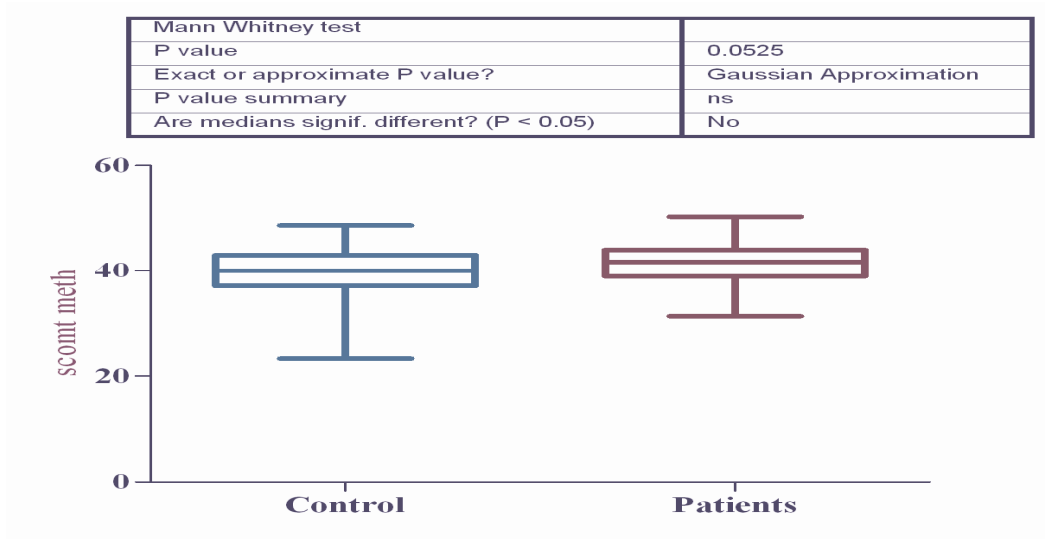 Mann Whitney test
P value 0.0525
Exact or approximate P value? Gaussian Approximation
P value summary ns
Are medians signif. different? (P < 0.05) No
60
40
20
0
scomt meth
Control Patients